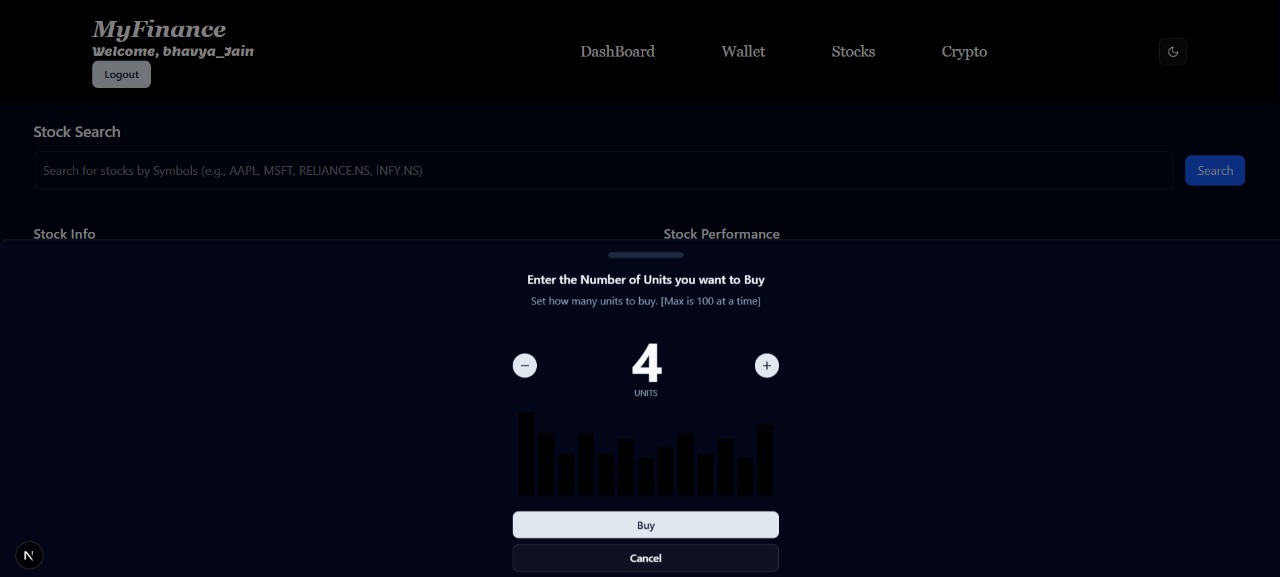 MyFinance
Welcome, bhavya_Jain
Logout
DashBoard
Wallet
Stocks
Crypto
Stock Search
Search for stocks by Symbols (e.g., AAPL, MSFT, RELIANCE.NS, INFY.NS)
Search
Stock Info
Stock Performance
Enter the Number of Units you want to Buy
Set how many units to buy. [Max is 100 at a time]
−
4
+
UNITS
Buy
Cancel
N